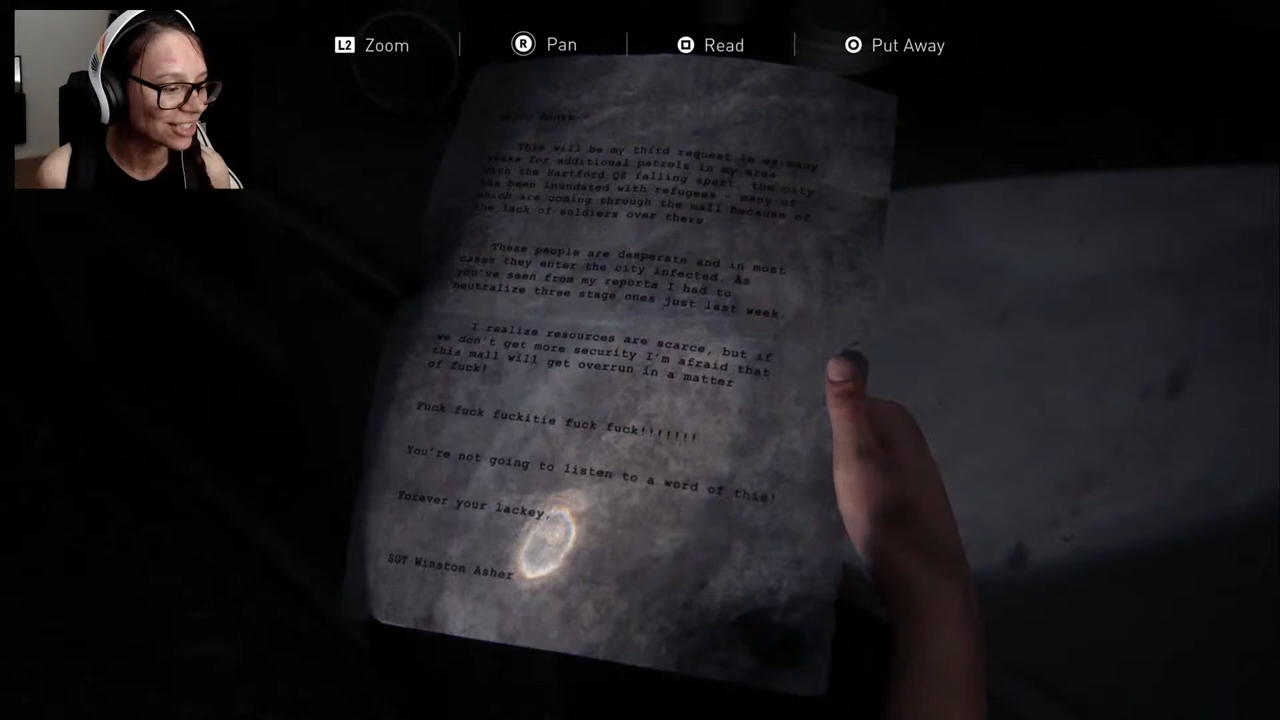 L2 Zoom R Pan Read Put Away
This will be my third request in as many
weeks for additional patrols in my area
with the Hartford QZ falling apart, the city
has been inundated with refugees - many of
which are coming through the mall because of
the lack of soldiers over there
These people are desperate and in most
cases they enter the city infected. As
you've seen from my reports I had to
neutralize three stage ones just last week.
I realize resources are scarce, but if
we don't get more security I'm afraid that
this mall will get overrun in a matter
of fuck!
Fuck fuck fuckitie fuck fuck!!!!!!!
You're not going to listen to a word of this!
Forever your lackey,
SGT Winston Asher